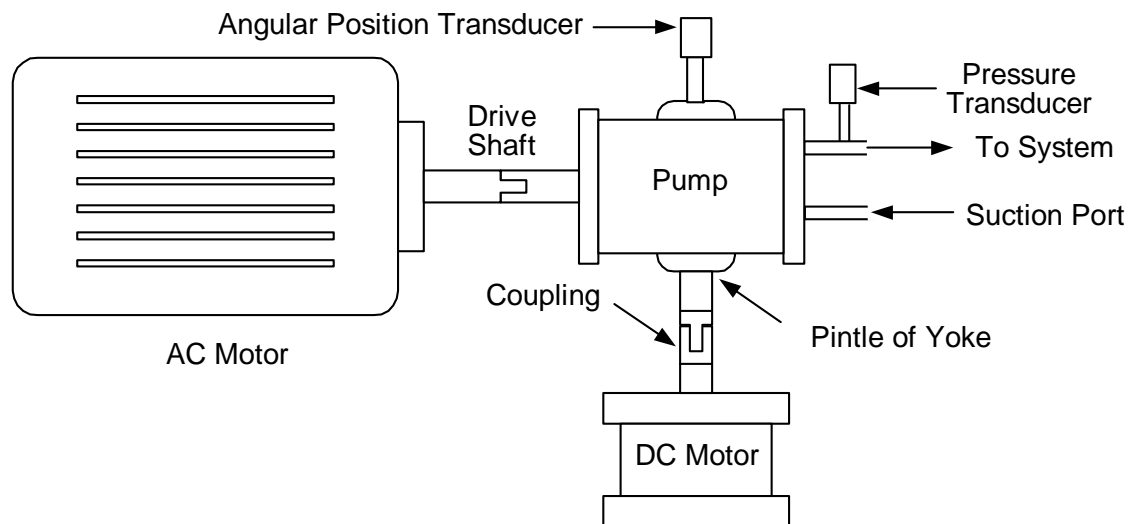 Angular Position Transducer
Pressure
Transducer
Drive
Shaft
To System
Pump
Suction Port
Coupling
Pintle of Yoke
AC Motor
DC Motor